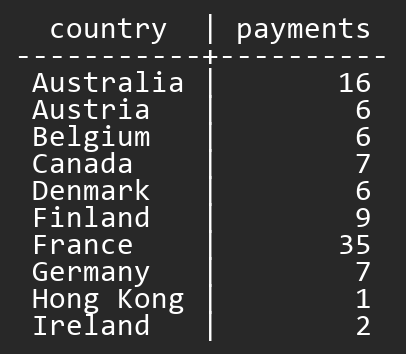 country | payments
-----------+----------
Australia | 16
Austria | 6
Belgium | 6
Canada | 7
Denmark | 6
Finland | 9
France | 35
Germany | 7
Hong Kong | 1
Ireland | 2